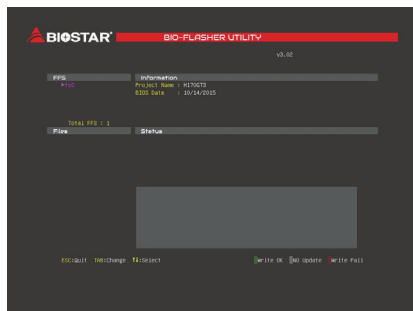 BIOSTAR®
BIO-FLASHER UTILITY
v3.02
FFS
Information
fs0
Project Name : H170GT3
BIOS Date : 10/14/2015
Total FFS : 1
Files
Status
ESC:Quit TAB:Change ↑↓:Select
Write OK NO Update Write Fail